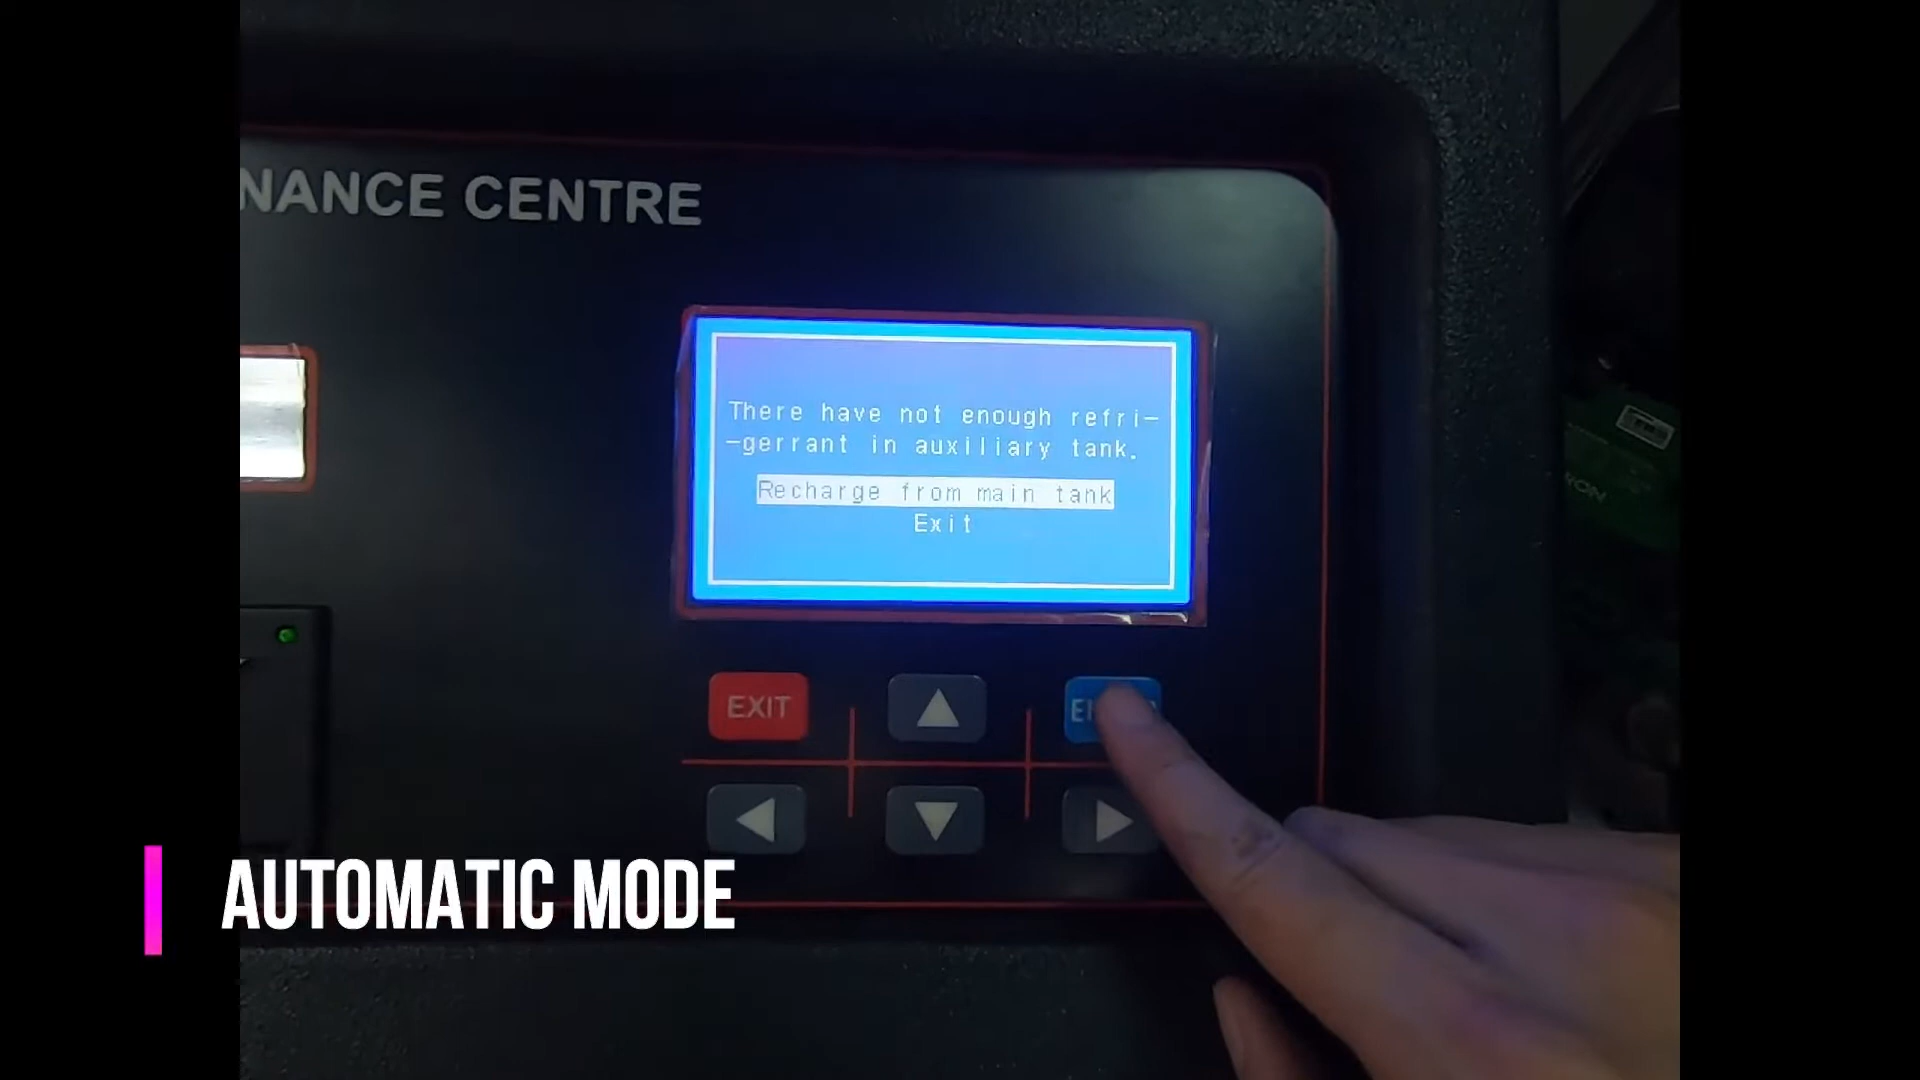 NANCE CENTRE
There have not enough refri-
-gerrant in auxiliary tank.
Recharge from main tank
Exit
EXIT
AUTOMATIC MODE